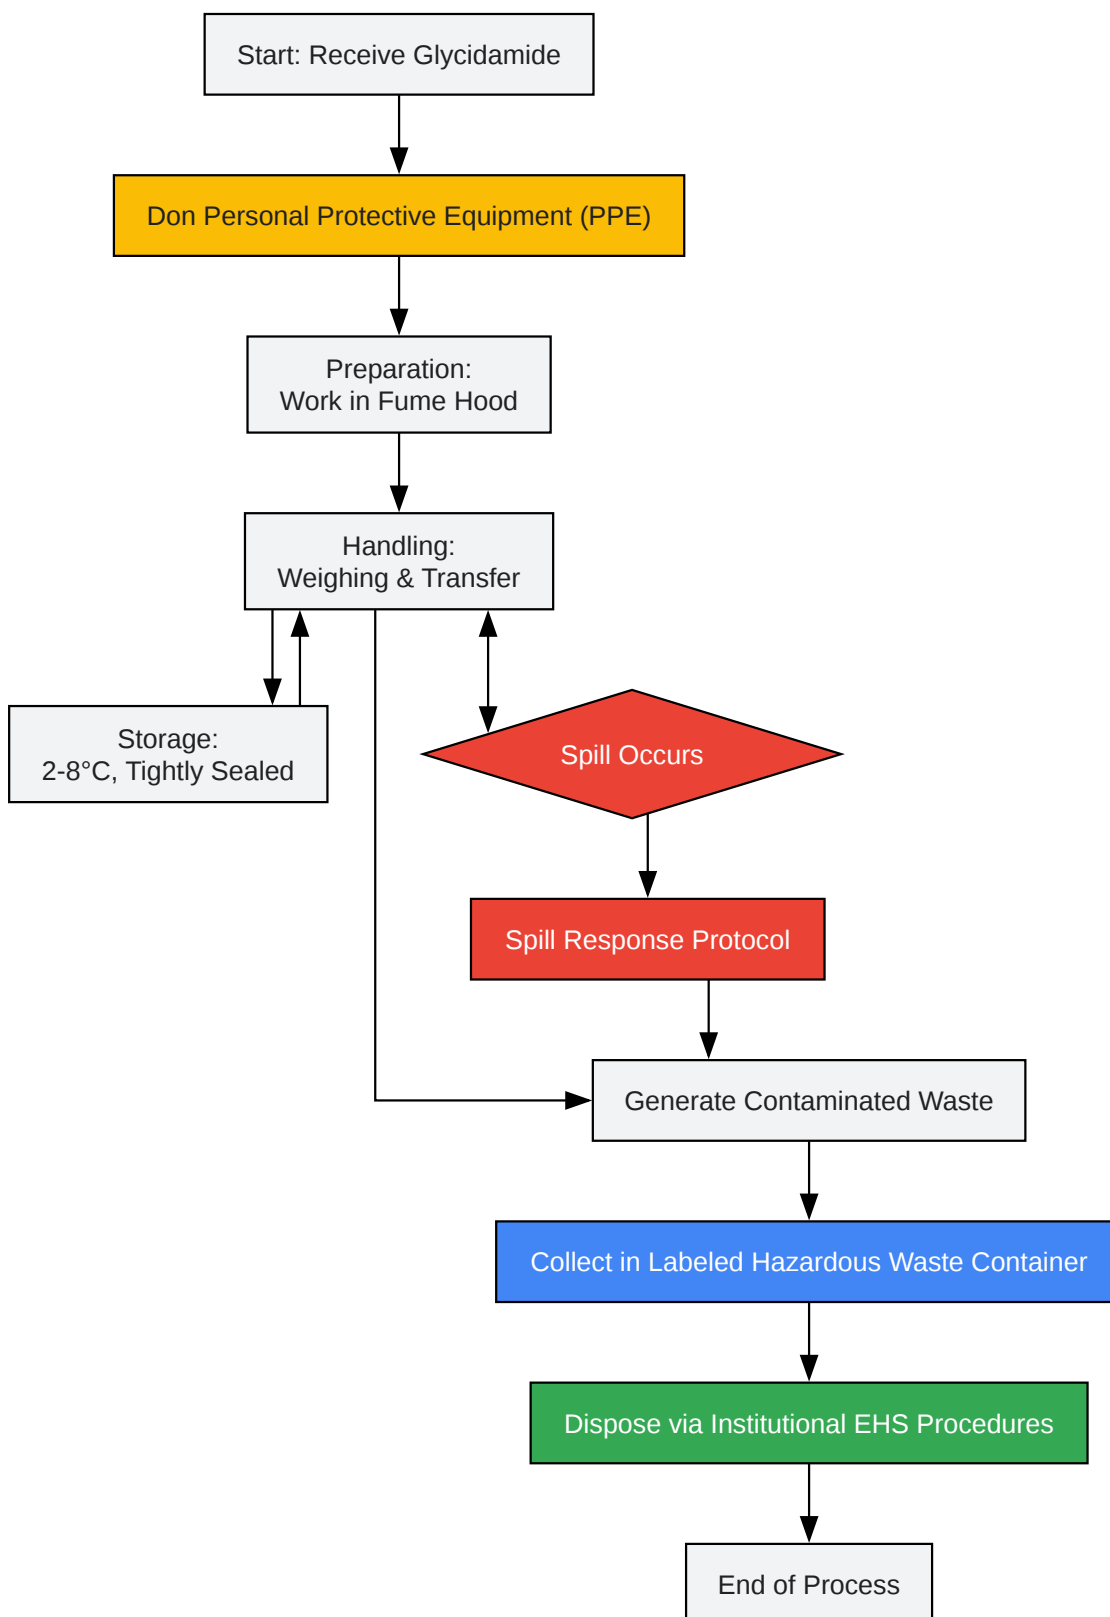 Start: Receive Glycidamide
Don Personal Protective Equipment (PPE)
Preparation:
Work in Fume Hood
Handling:
Weighing & Transfer
Storage:
2-8°C, Tightly Sealed
Spill Occurs
Spill Response Protocol
Generate Contaminated Waste
Collect in Labeled Hazardous Waste Container
Dispose via Institutional EHS Procedures
End of Process